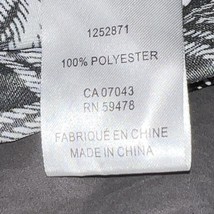 1252871
100% POLYESTER
CA 07043
RN 59478
FABRIQUÉ EN CHINE
MADE IN CHINA